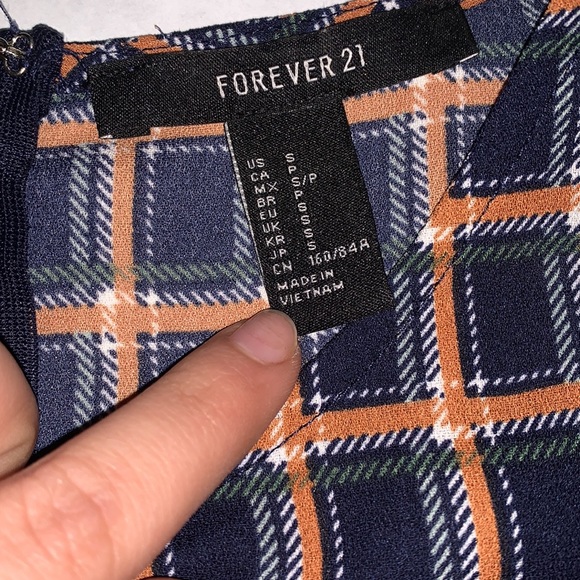 FOREVER 21
US S
CA P
MX S/P
BR P
EU S
UK S
KR S
JP S
CN 160/84A
MADE IN
VIETNAM